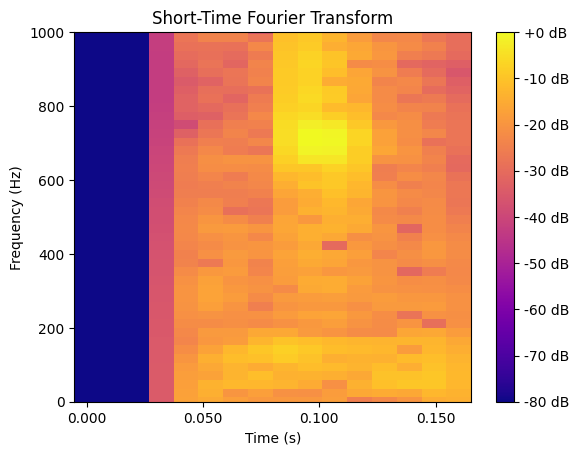 Short-Time Fourier Transform
1000
800
600
400
200
0
Frequency (Hz)
0.000
0.050
0.100
0.150
Time (s)
+0 dB
-10 dB
-20 dB
-30 dB
-40 dB
-50 dB
-60 dB
-70 dB
-80 dB